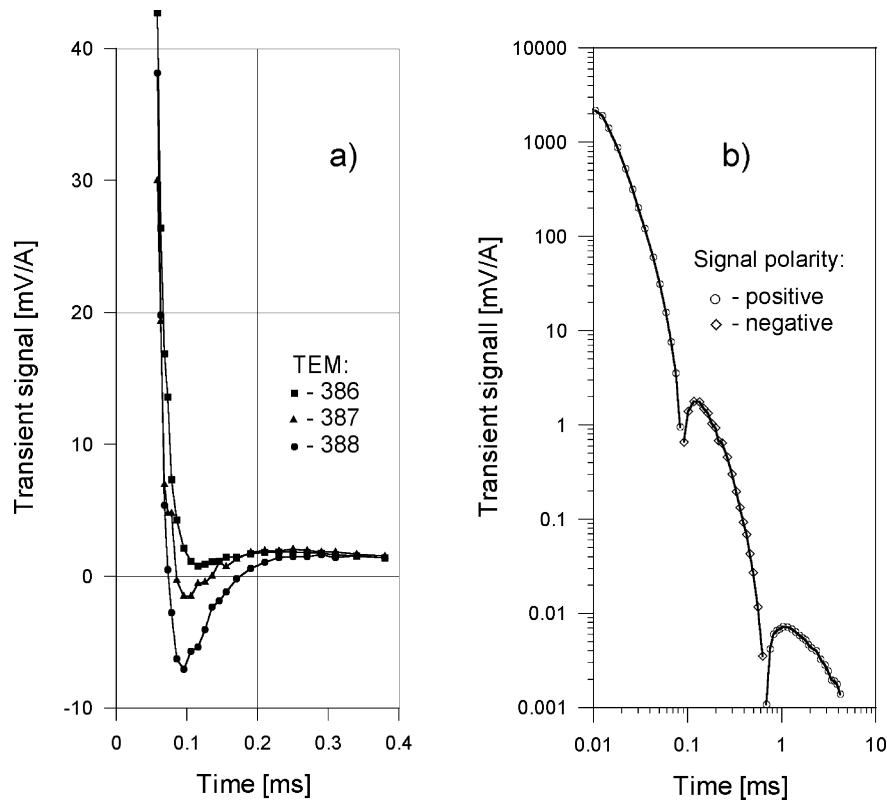 40
30
20
10
0
-10
0
0.1
0.2
0.3
0.4
Time [ms]
Transient signal [mV/A]
a)
TEM:
- 386
- 387
- 388
10000
1000
100
10
1
0.1
0.01
0.001
0.01
0.1
1
10
Time [ms]
Transient signall [mV/A]
b)
Signal polarity:
- positive
- negative